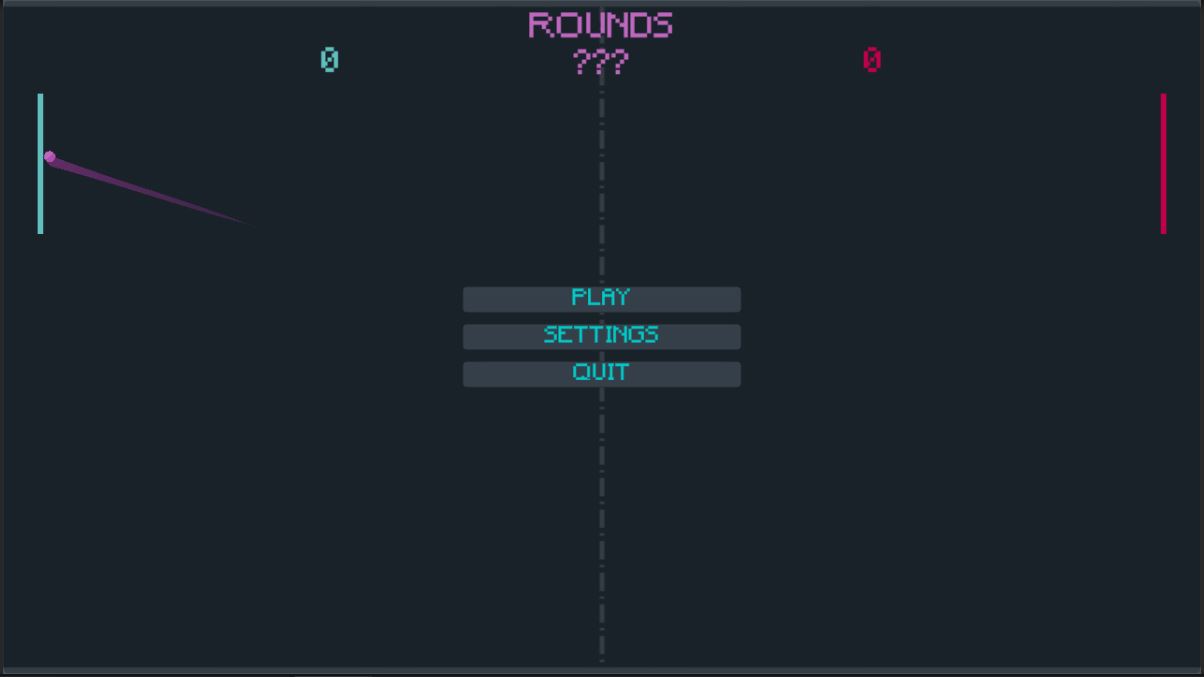 ROUNDS
0 ??? 0
PLAY
SETTINGS
QUIT